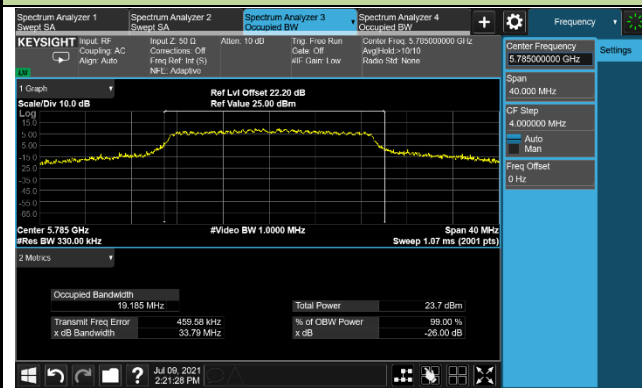 Spectrum Analyzer 1
Swept SA
Spectrum Analyzer 2
Swept SA
Spectrum Analyzer 3
Occupied BW
Spectrum Analyzer 4
Occupied BW
+
Frequency
KEYSIGHT
Input: RF
Coupling: AC
Align: Auto
Input Z: 50 Ω
Corrections: Off
Freq Ref: Int (S)
NFE: Adaptive
Atten: 10 dB
Trig: Free Run
Gate: Off
#IF Gain: Low
Center Freq: 5.785000000 GHz
Avg|Hold:>10/10
Radio Std: None
LXI
Center Frequency
5.785000000 GHz
Settings
Span
40.000 MHz
CF Step
4.000000 MHz
Auto
Man
Freq Offset
0 Hz
1 Graph
Scale/Div 10.0 dB
Ref Lvl Offset 22.20 dB
Ref Value 25.00 dBm
Log
15.0
5.00
-5.00
-15.0
-25.0
-35.0
-45.0
-55.0
-65.0
Center 5.785 GHz
#Res BW 330.00 kHz
#Video BW 1.0000 MHz
Span 40 MHz
Sweep 1.07 ms (2001 pts)
2 Metrics
Occupied Bandwidth
19.185 MHz
Total Power 23.7 dBm
Transmit Freq Error 459.58 kHz
% of OBW Power 99.00 %
x dB Bandwidth 33.79 MHz
x dB -26.00 dB
?
Jul 09, 2021
2:21:28 PM